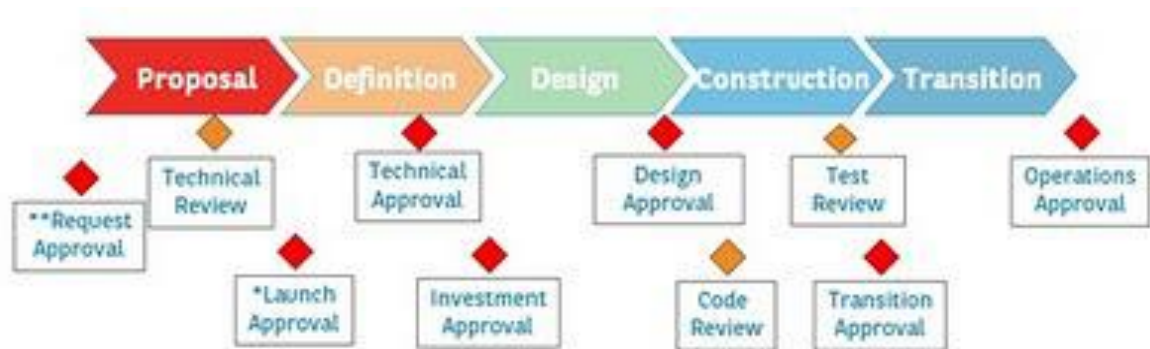 Proposal
Definition
Design
Construction
Transition
Technical
Review
Technical
Approval
Design
Approval
Test
Review
Operations
Approval
**Request
Approval
*Launch
Approval
Investment
Approval
Code
Review
Transition
Approval